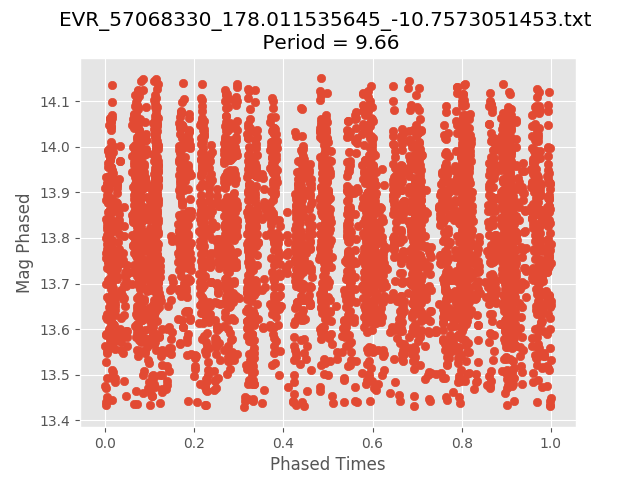 EVR_57068330_178.011535645_-10.7573051453.txt
Period = 9.66
14.1
14.0
13.9
13.8
13.7
13.6
13.5
13.4
Mag Phased
0.0 0.2 0.4 0.6 0.8 1.0
Phased Times